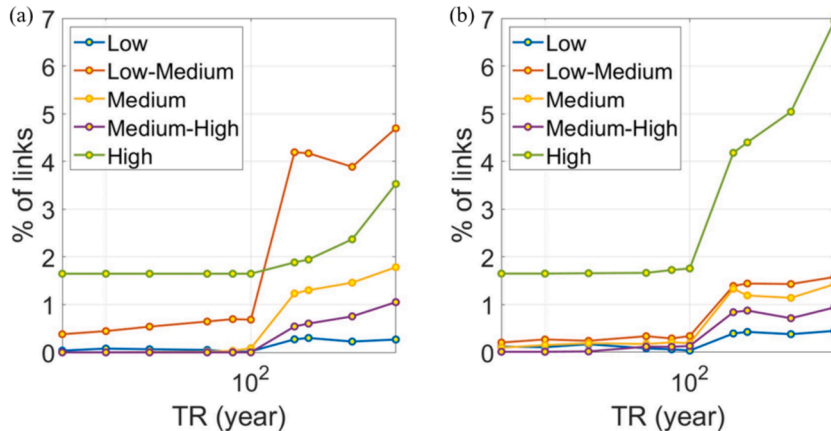 (a)
7
6
5
4
3
2
1
0
% of links
Low
Low-Medium
Medium
Medium-High
High
10²
TR (year)
(b)
7
6
5
4
3
2
1
0
% of links
Low
Low-Medium
Medium
Medium-High
High
10²
TR (year)